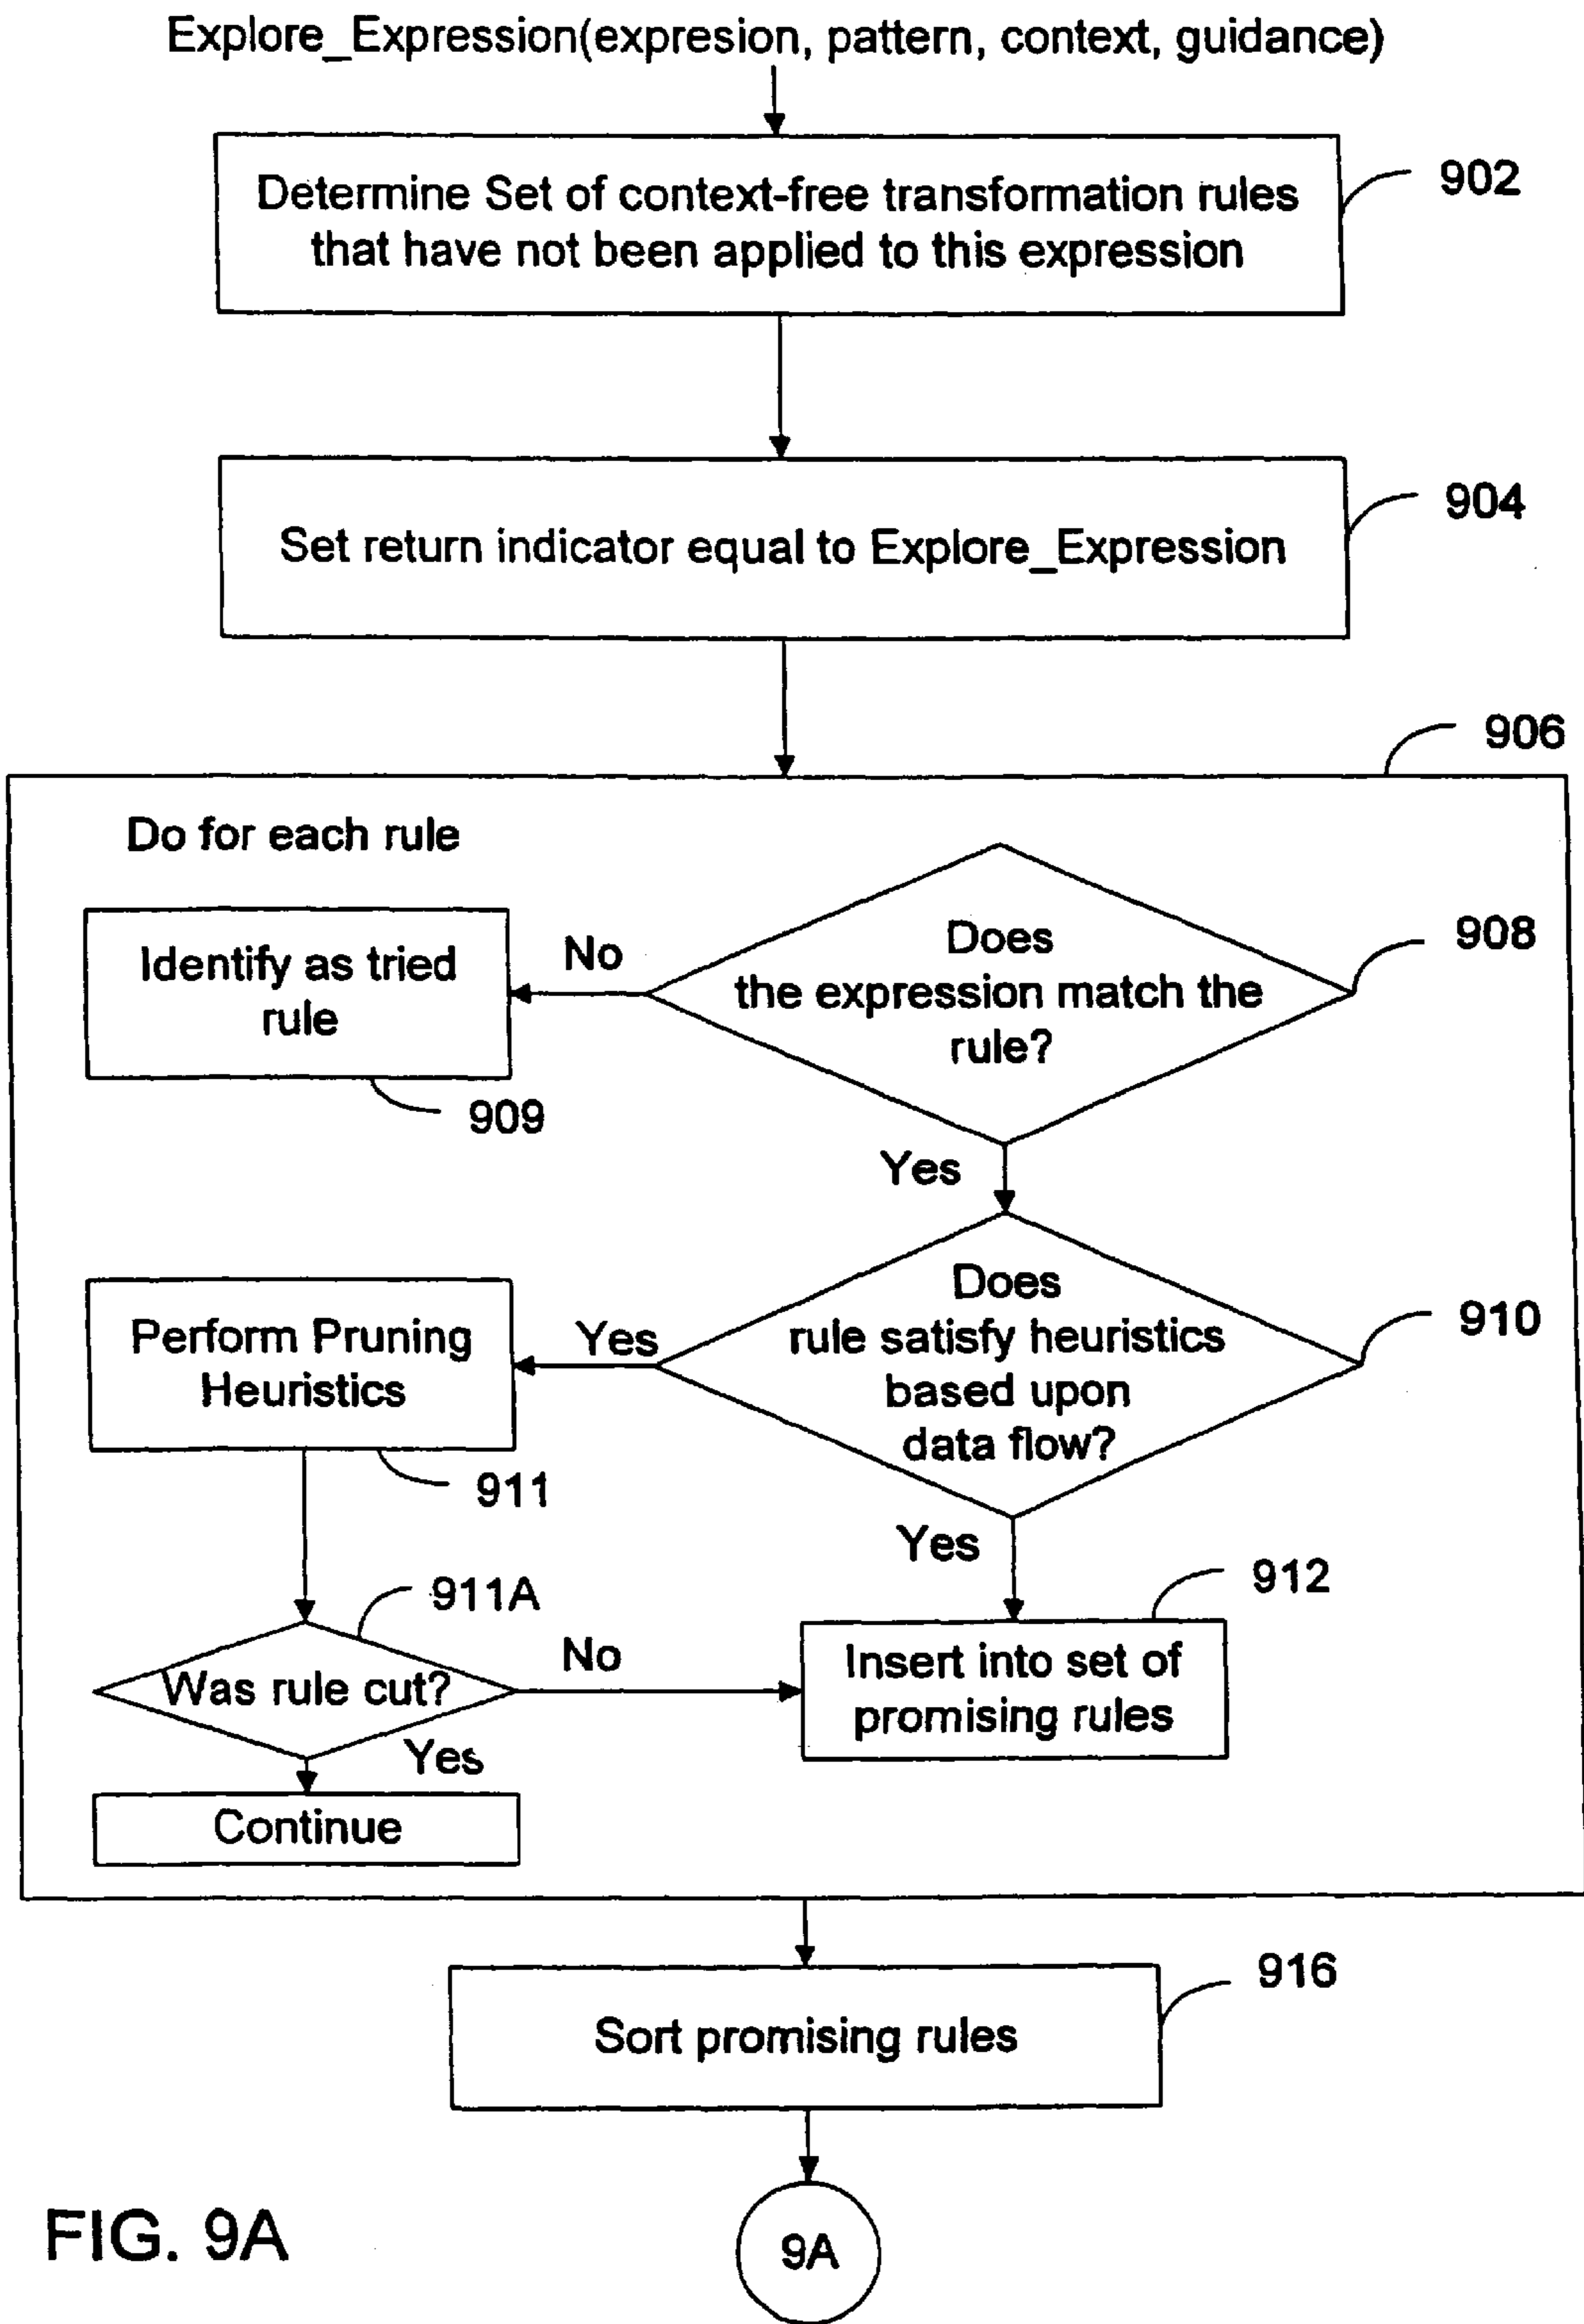 Explore_Expression(expresion, pattern, context, guidance)
Determine Set of context-free transformation rules
that have not been applied to this expression
902
Set return indicator equal to Explore_Expression
904
906
Do for each rule
Does
the expression match the
rule?
908
No
Identify as tried
rule
909
Yes
Does
rule satisfy heuristics
based upon
data flow?
910
Yes
Perform Pruning
Heuristics
911
Yes
911A
Was rule cut?
No
912
Insert into set of
promising rules
Yes
Continue
Sort promising rules
916
9A
FIG. 9A